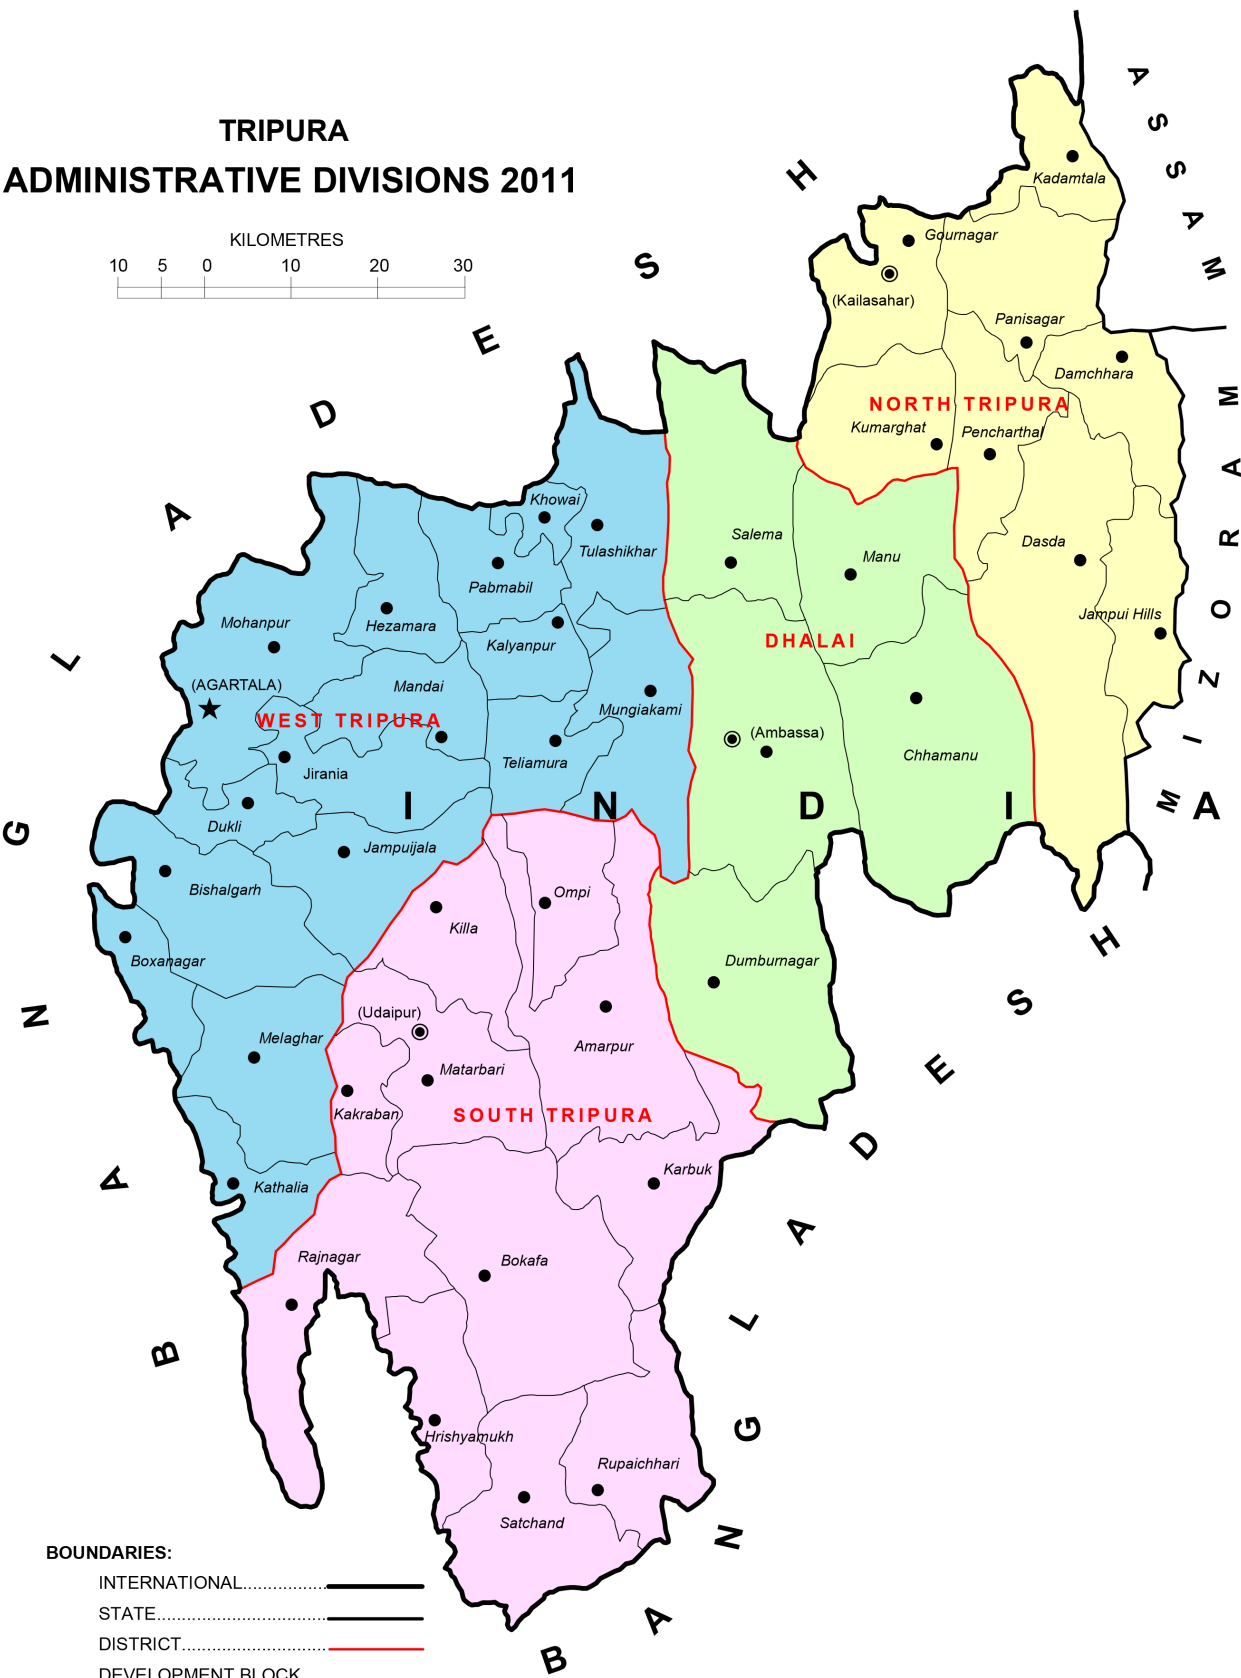 TRIPURA
ADMINISTRATIVE DIVISIONS 2011
KILOMETRES
10 5 0 10 20 30
BANGLADESH
ASSAM
MIZORAM
INDIA
BANGLADESH
Kadamtala
Gournagar
(Kailasahar)
Panisagar
Damchhara
NORTH TRIPURA
Kumarghat
Pencharthal
Dasda
Jampui Hills
Khowai
Tulashikhar
Pabmabil
Salema
Manu
Mohanpur
Hezamara
Kalyanpur
DHALAI
(AGARTALA)
Mandai
Mungiakami
WEST TRIPURA
(Ambassa)
Chhamanu
Jirania
Teliamura
Dukli
Jampuijala
Bishalgarh
Ompi
Killa
Boxanagar
Dumburnagar
(Udaipur)
Melaghar
Amarpur
Matarbari
Kakraban
SOUTH TRIPURA
Karbuk
Kathalia
Rajnagar
Bokafa
Hrishyamukh
Rupaichhari
Satchand
BOUNDARIES:
INTERNATIONAL
STATE
DISTRICT
DEVELOPMENT BLOCK